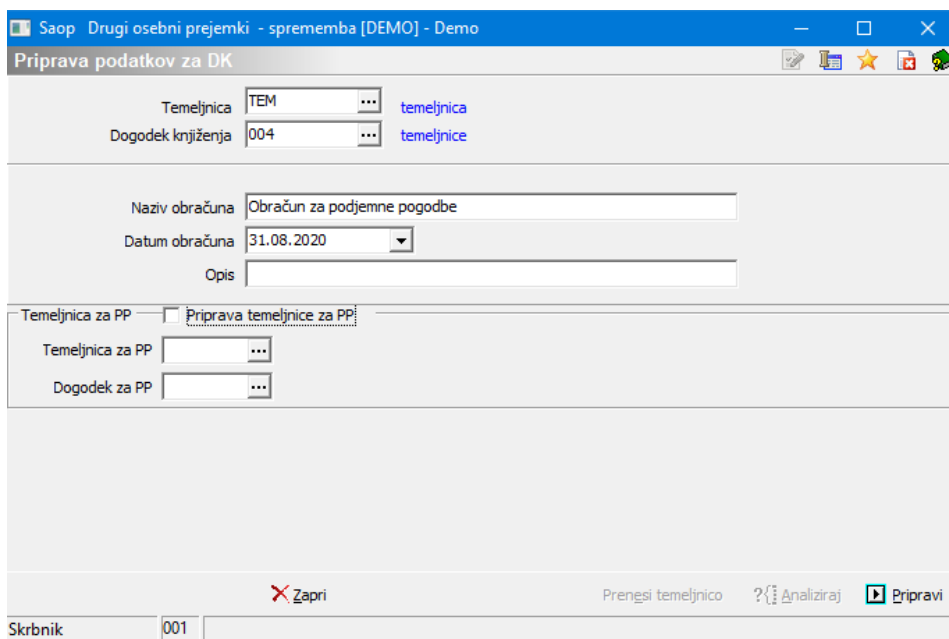 Saop Drugi osebni prejemki - sprememba [DEMO] - Demo
Priprava podatkov za DK
Temeljnica TEM ... temeljnica
Dogodek knjiženja 004 ... temeljnice
Naziv obračuna Obračun za podjemne pogodbe
Datum obračuna 31.08.2020
Opis
Temeljnica za PP Priprava temeljnice za PP
Temeljnica za PP ...
Dogodek za PP ...
Zapri Prenesi temeljnico ?{ Analiziraj Pripravi
Skrbnik 001